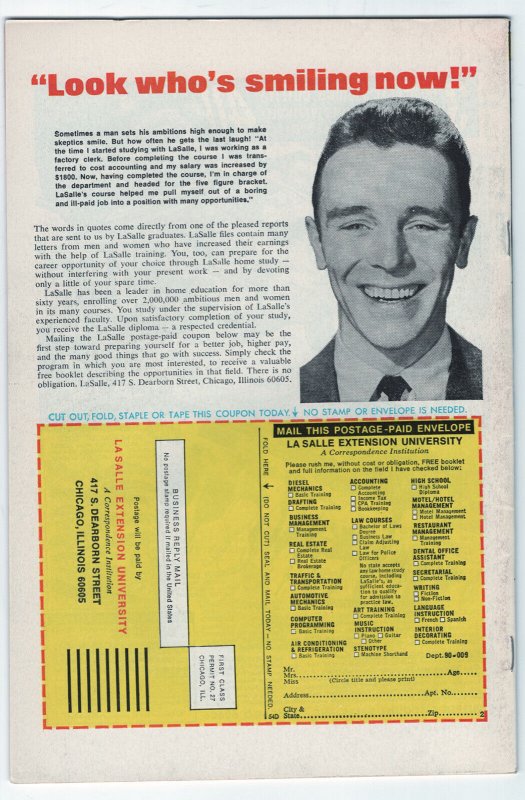 "Look who's smiling now!"
Sometimes a man sets his ambitions high enough to make
skeptics smile. But how often he gets the last laugh! "At
the time I started studying with LaSalle, I was working as a
factory clerk. Before completing the course I was trans-
ferred to cost accounting and my salary was increased by
$1800. Now, having completed the course, I'm in charge of
the department and headed for the five figure bracket.
LaSalle's course helped me pull myself out of a boring
and ill-paid job into a position with many opportunities."
The words in quotes come directly from one of the pleased reports
that are sent to us by LaSalle graduates. LaSalle files contain many
letters from men and women who have increased their earnings
with the help of LaSalle training. You, too, can prepare for the
career opportunity of your choice through LaSalle home study —
without interfering with your present work — and by devoting
only a little of your spare time.
LaSalle has been a leader in home education for more than
sixty years, enrolling over 2,000,000 ambitious men and women
in its many courses. You study under the supervision of LaSalle's
experienced faculty. Upon satisfactory completion of your study,
you receive the LaSalle diploma — a respected credential.
Mailing the LaSalle postage-paid coupon below may be the
first step toward preparing yourself for a better job, higher pay,
and the many good things that go with success. Simply check the
program in which you are most interested, to receive a valuable
free booklet describing the opportunities in that field. There is no
obligation. LaSalle, 417 S. Dearborn Street, Chicago, Illinois 60605.
CUT OUT, FOLD, STAPLE OR TAPE THIS COUPON TODAY. NO STAMP OR ENVELOPE IS NEEDED.
FIRST CLASS
PERMIT NO. 27
CHICAGO, ILL.
BUSINESS REPLY MAIL
No postage stamp required if mailed in the United States
Postage will be paid by
LA SALLE EXTENSION UNIVERSITY
A Correspondence Institution
417 S. DEARBORN STREET
CHICAGO, ILLINOIS 60605
FOLD HERE (DO NOT CUT) SEAL AND MAIL TODAY — NO STAMP NEEDED.
MAIL THIS POSTAGE-PAID ENVELOPE
LA SALLE EXTENSION UNIVERSITY
A Correspondence Institution
Please rush me, without cost or obligation, FREE booklet
and full information on the field I have checked below:
DIESEL
MECHANICS
Basic Training
DRAFTING
Complete Training
BUSINESS
MANAGEMENT
Management
Training
REAL ESTATE
Complete Real
Estate
Real Estate
Brokerage
TRAFFIC &
TRANSPORTATION
Complete Training
AUTOMOTIVE
MECHANICS
Basic Training
COMPUTER
PROGRAMMING
Basic Training
AIR CONDITIONING
& REFRIGERATION
Basic Training
ACCOUNTING
Complete
Accounting
Income Tax
CPA Training
Bookkeeping
LAW COURSES
Bachelor of Laws
Degree
Business Law
Claim Adjusting
Law
Law for Police
Officers
No state accepts
any law home study
course, including
LaSalle's, as
sufficient educa-
tion to qualify
for admission to
practice law.
ART TRAINING
Complete Training
MUSIC
INSTRUCTION
Piano Guitar
Other
STENOTYPE
Machine Shorthand
HIGH SCHOOL
High School
Diploma
MOTEL/HOTEL
MANAGEMENT
Motel Management
Hotel Management
RESTAURANT
MANAGEMENT
Management
Training
DENTAL OFFICE
ASSISTANT
Complete Training
SECRETARIAL
Complete Training
WRITING
Fiction
Non-Fiction
LANGUAGE
INSTRUCTION
French Spanish
INTERIOR
DECORATING
Complete Training
Dept. 90-009
Mr.
Mrs. Age
Miss (Circle title and please print)
Address Apt. No.
City &
State Zip 2
54D